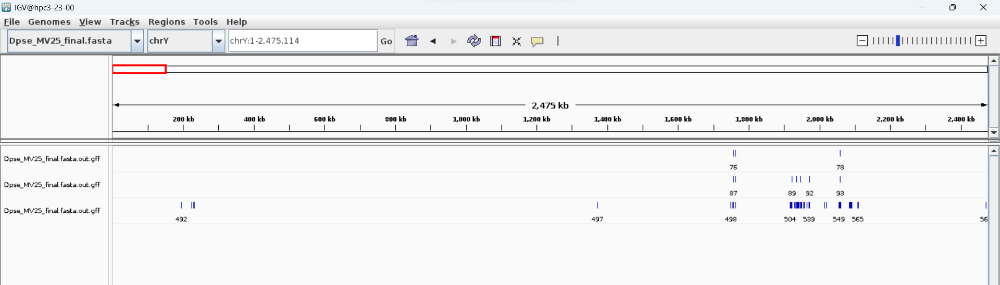 IGV@hpc3-23-00
File Genomes View Tracks Regions Tools Help
Dpse_MV25_final.fasta chrY chrY:1-2,475,114 Go
2,475 kb
200 kb 400 kb 600 kb 800 kb 1,000 kb 1,200 kb 1,400 kb 1,600 kb 1,800 kb 2,000 kb 2,200 kb 2,400 kb
Dpse_MV25_final.fasta.out.gff
76 78
Dpse_MV25_final.fasta.out.gff
87 89 92 93
Dpse_MV25_final.fasta.out.gff
492 497 498 504 539 549 565 56